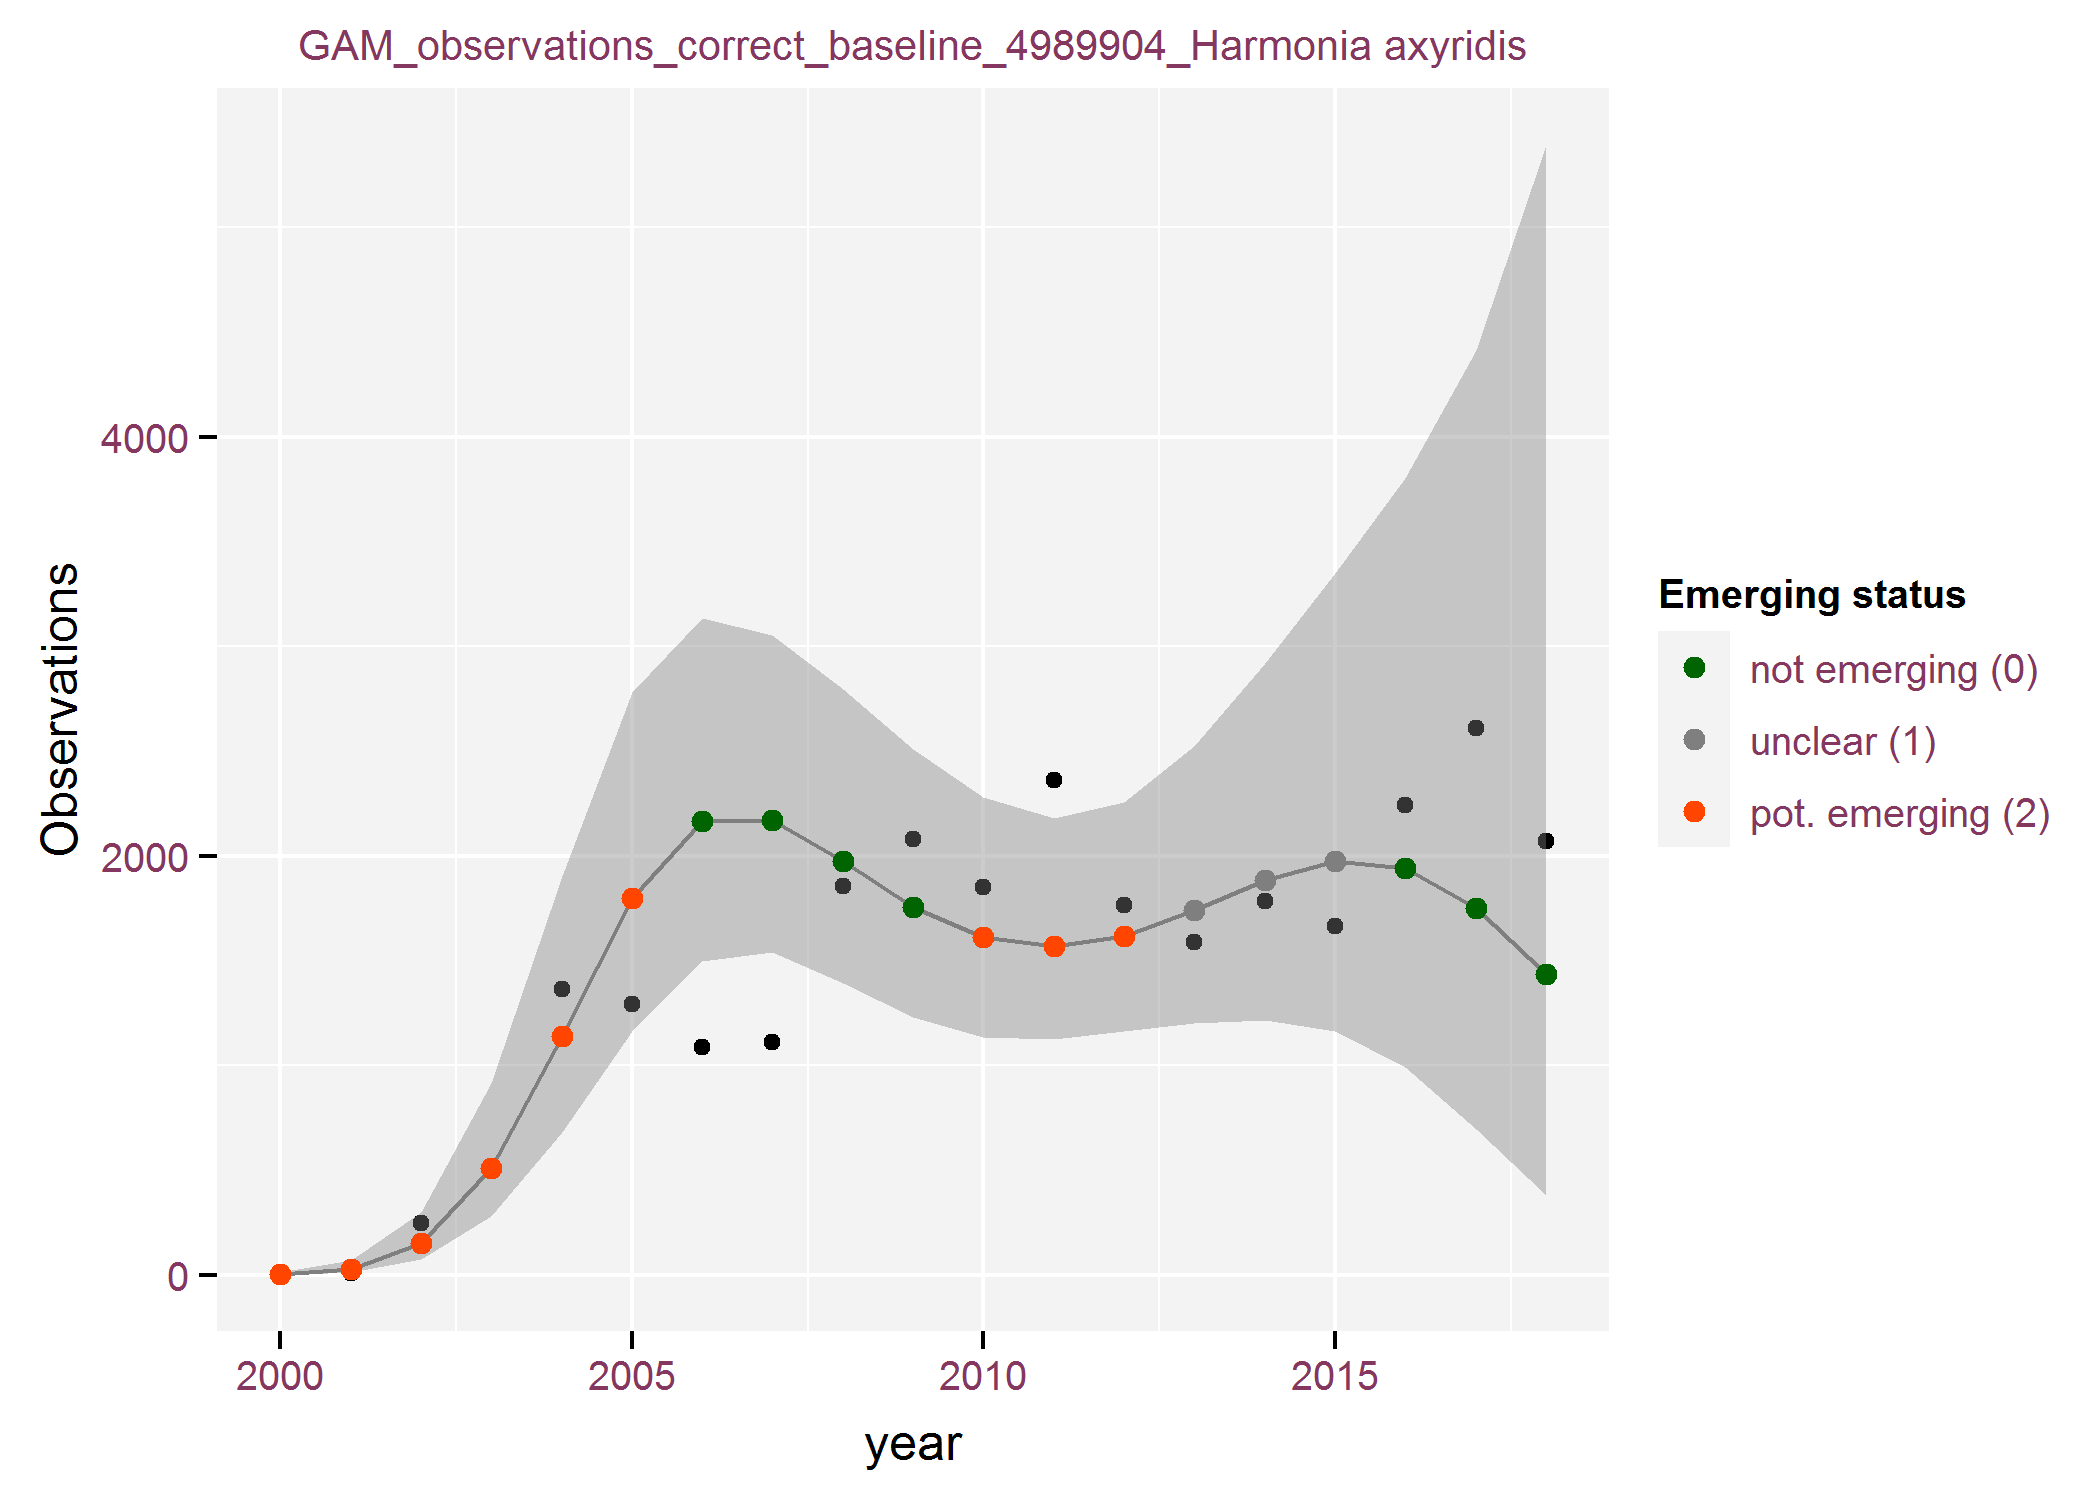 GAM_observations_correct_baseline_4989904_Harmonia axyridis
Observations
4000
2000
0
2000
2005
2010
2015
year
Emerging status
not emerging (0)
unclear (1)
pot. emerging (2)